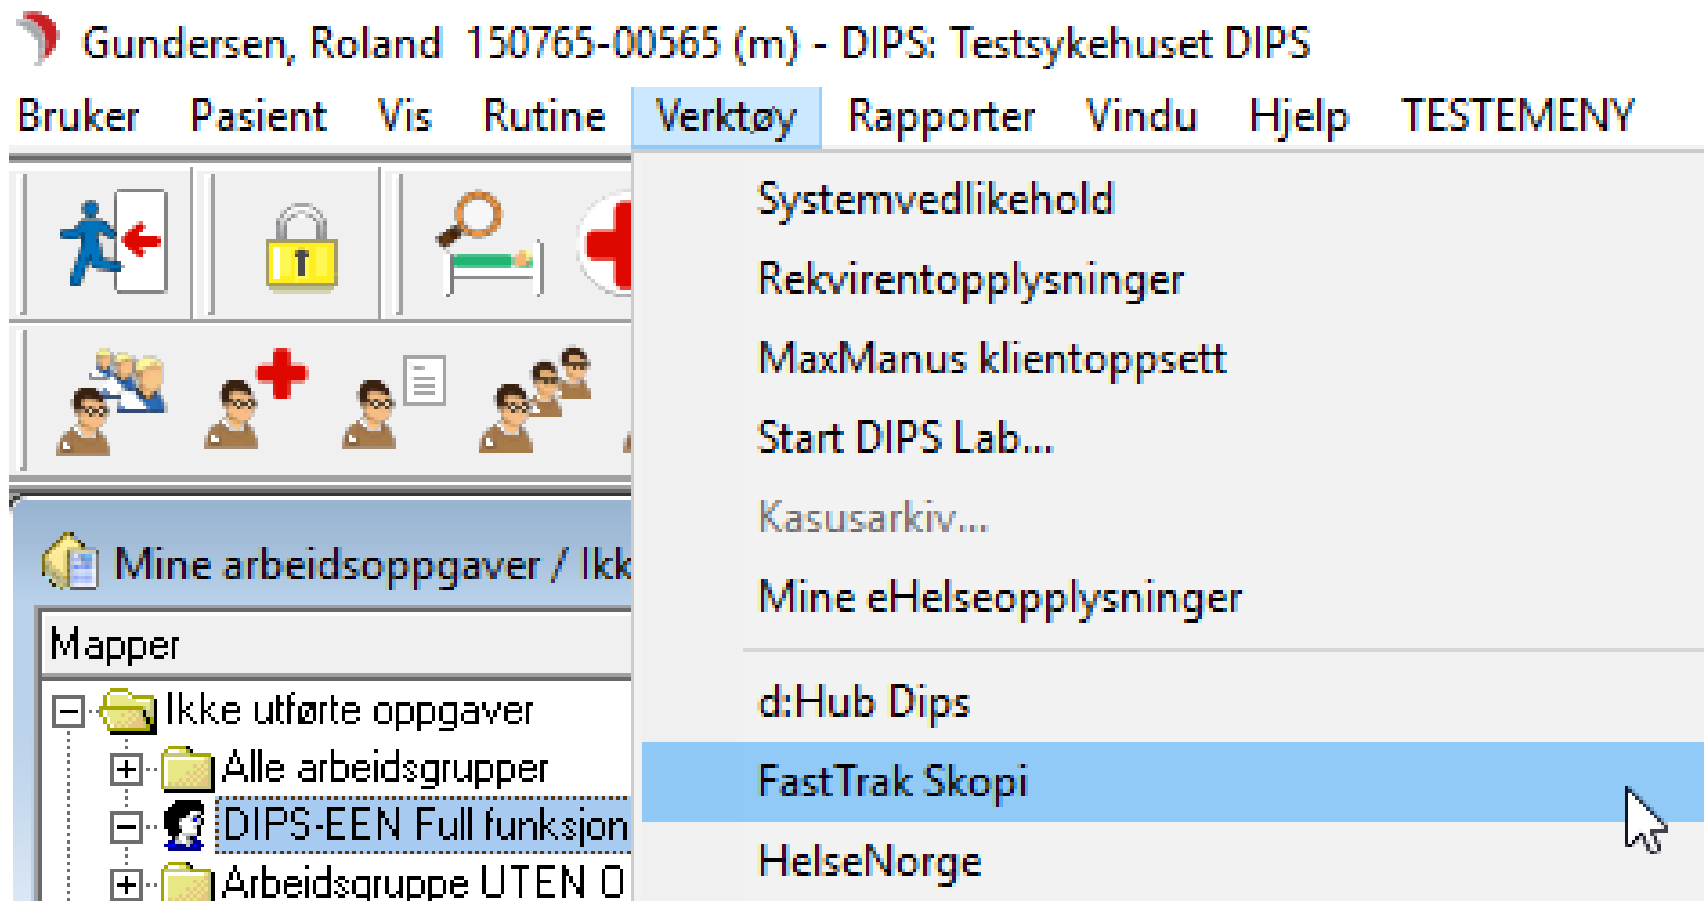 Gundersen, Roland 150765-00565 (m) - DIPS: Testsykehuset DIPS
Bruker Pasient Vis Rutine Verktøy Rapporter Vindu Hjelp TESTEMENY
Systemvedlikehold
Rekvirentopplysninger
MaxManus klientoppsett
Start DIPS Lab...
Kasusarkiv...
Mine eHelseopplysninger
d:Hub Dips
FastTrak Skopi
HelseNorge
Mine arbeidsoppgaver / Ikk
Mapper
Ikke utførte oppgaver
Alle arbeidsgrupper
DIPS-EEN Full funksjon
Arbeidsgruppe UTEN O